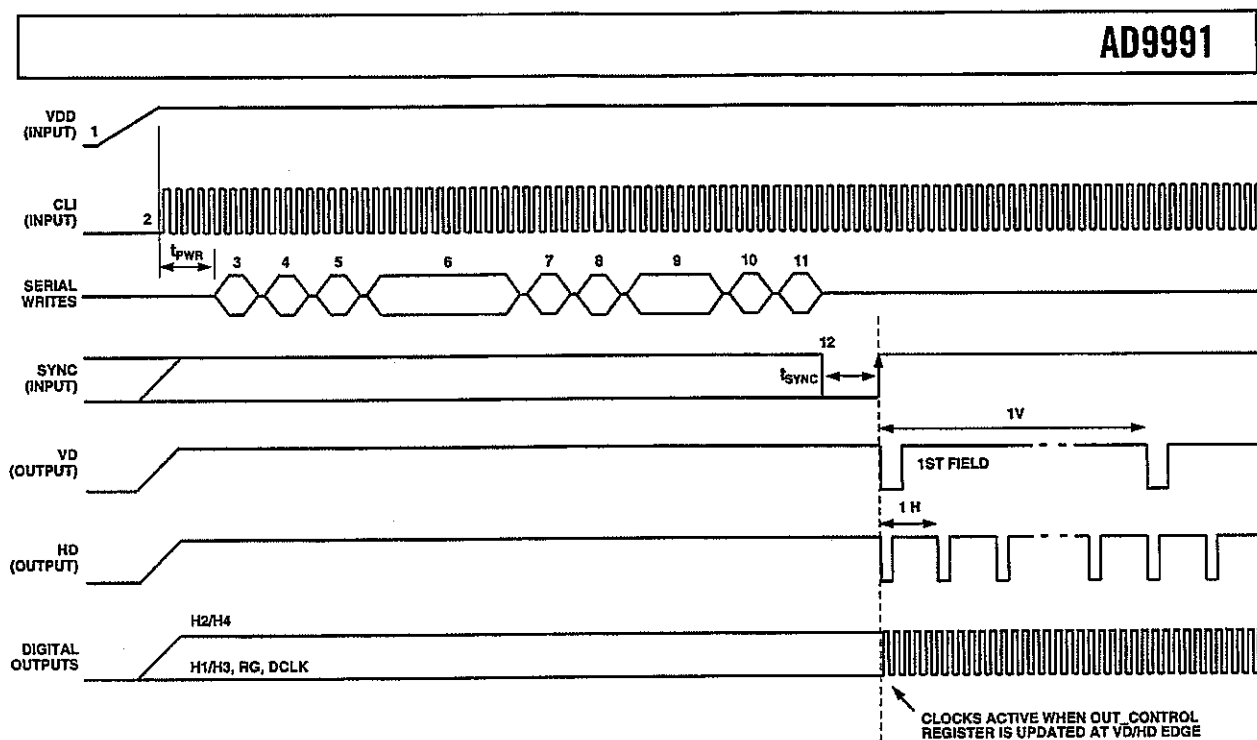 AD9991
VDD
(INPUT)
1
CLI
(INPUT)
2
tPWR
SERIAL
WRITES
3
4
5
6
7
8
9
10
11
SYNC
(INPUT)
12
tSYNC
1V
VD
(OUTPUT)
1ST FIELD
1 H
HD
(OUTPUT)
H2/H4
DIGITAL
OUTPUTS
H1/H3, RG, DCLK
CLOCKS ACTIVE WHEN OUT_CONTROL
REGISTER IS UPDATED AT VD/HD EDGE